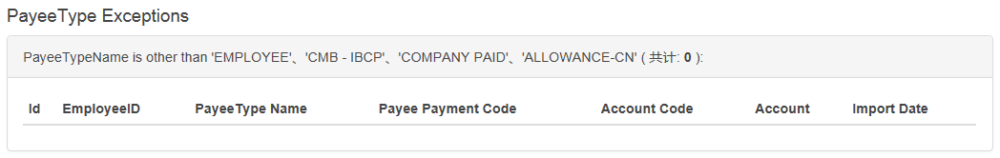 PayeeType Exceptions
PayeeTypeName is other than 'EMPLOYEE'、'CMB - IBCP'、'COMPANY PAID'、'ALLOWANCE-CN' ( 共计: 0 ):
Id EmployeeID PayeeType Name Payee Payment Code Account Code Account Import Date